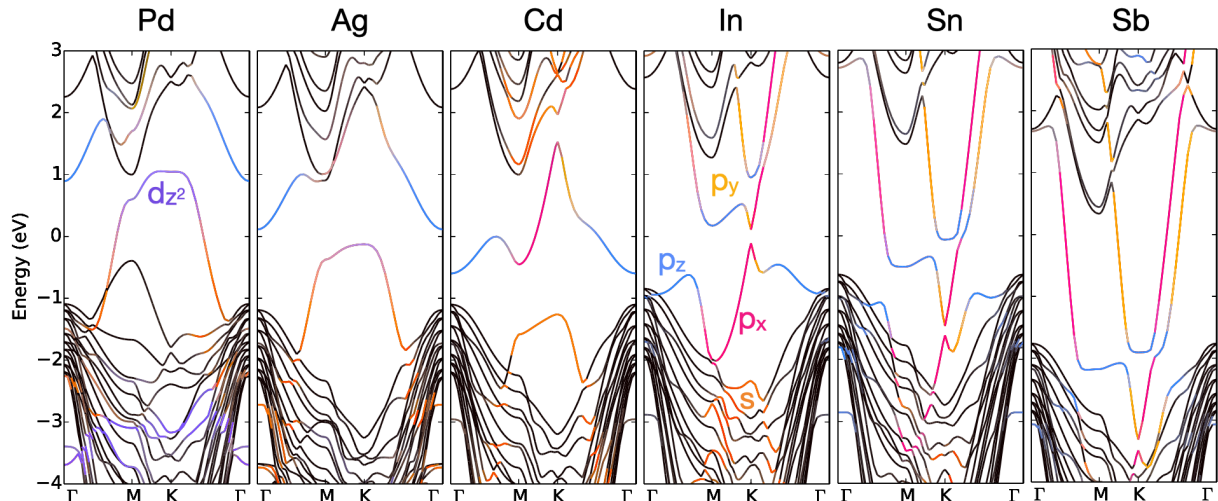 Pd Ag Cd In Sn Sb
Energy (eV)
3
2
1
0
−1
−2
−3
−4
dz²
py
pz
px
s
Γ M K Γ Γ M K Γ Γ M K Γ Γ M K Γ Γ M K Γ Γ M K Γ